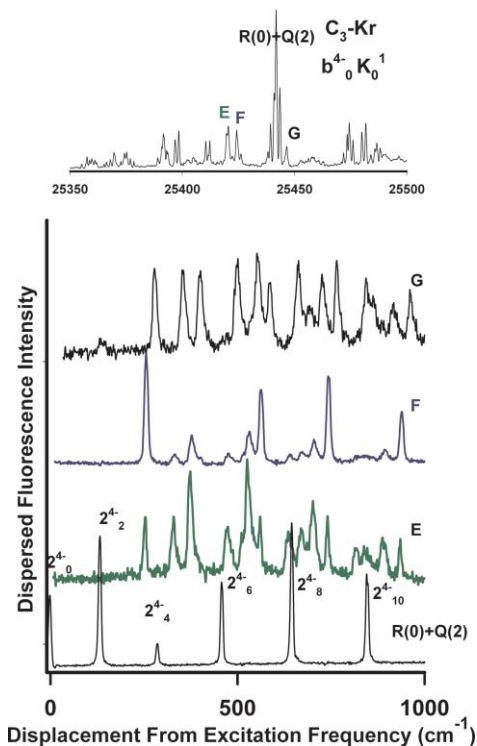 R(0)+Q(2)
C₃-Kr
b⁴⁻₀ K₀¹
E
F
G
25350 25400 25450 25500
Dispersed Fluorescence Intensity
G
F
E
2⁴⁻₀
2⁴⁻₂
2⁴⁻₄
2⁴⁻₆
2⁴⁻₈
2⁴⁻₁₀
R(0)+Q(2)
0 500 1000
Displacement From Excitation Frequency (cm⁻¹)